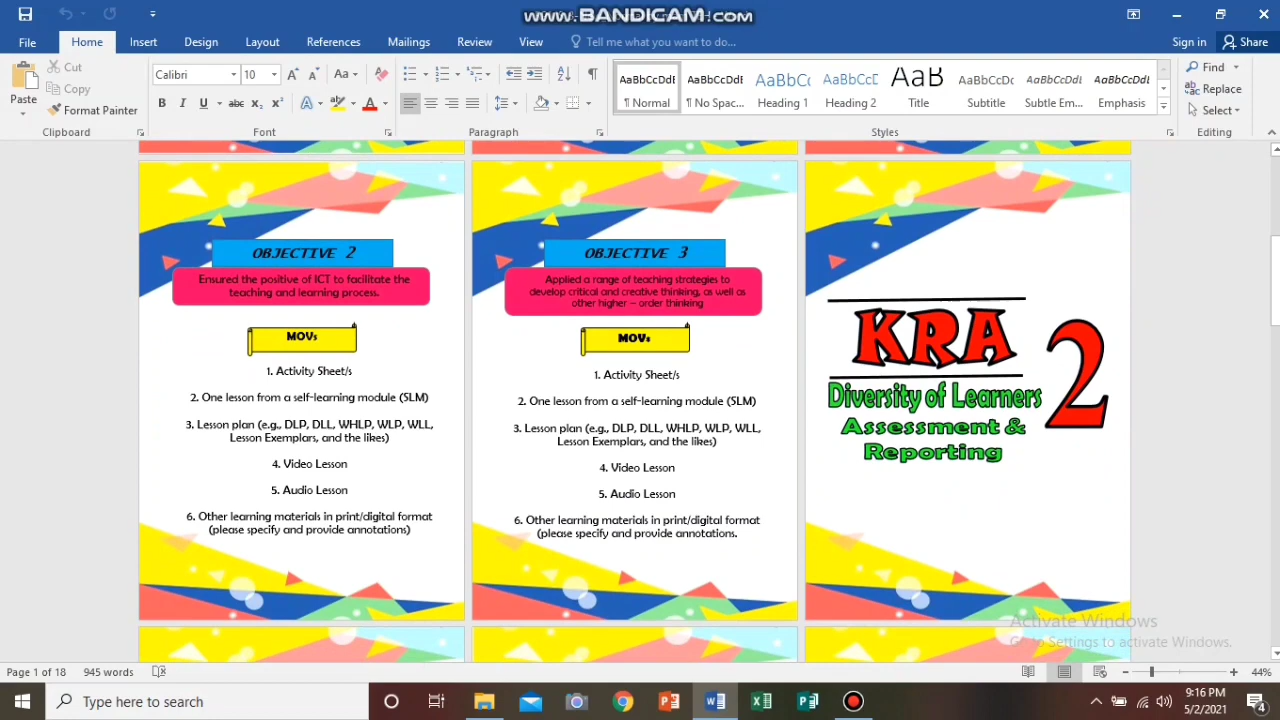 WWW.BANDICAM.COM
File Home Insert Design Layout References Mailings Review View Tell me what you want to do... Sign in Share
Paste
Cut
Copy
Format Painter
Clipboard
Calibri 10
Font
Paragraph
AaBbCcDdE AaBbCcDdE AaBbCc AaBbCcD AaB AaBbCcDc AaBbCcDdE AaBbCcDdE
¶ Normal ¶ No Spac... Heading 1 Heading 2 Title Subtitle Subtle Em... Emphasis
Styles
Find
Replace
Select
Editing
OBJECTIVE 2
Ensured the positive of ICT to facilitate the
teaching and learning process.
MOVs
1. Activity Sheet/s
2. One lesson from a self-learning module (SLM)
3. Lesson plan (e.g., DLP, DLL, WHLP, WLP, WLL,
Lesson Exemplars, and the likes)
4. Video Lesson
5. Audio Lesson
6. Other learning materials in print/digital format
(please specify and provide annotations)
OBJECTIVE 3
Applied a range of teaching strategies to
develop critical and creative thinking, as well as
other higher – order thinking
MOVs
1. Activity Sheet/s
2. One lesson from a self-learning module (SLM)
3. Lesson plan (e.g., DLP, DLL, WHLP, WLP, WLL,
Lesson Exemplars, and the likes)
4. Video Lesson
5. Audio Lesson
6. Other learning materials in print/digital format
(please specify and provide annotations.
KRA 2
Diversity of Learners
Assessment &
Reporting
Activate Windows
Go to Settings to activate Windows.
Page 1 of 18 945 words 44%
Type here to search
9:16 PM
5/2/2021
4